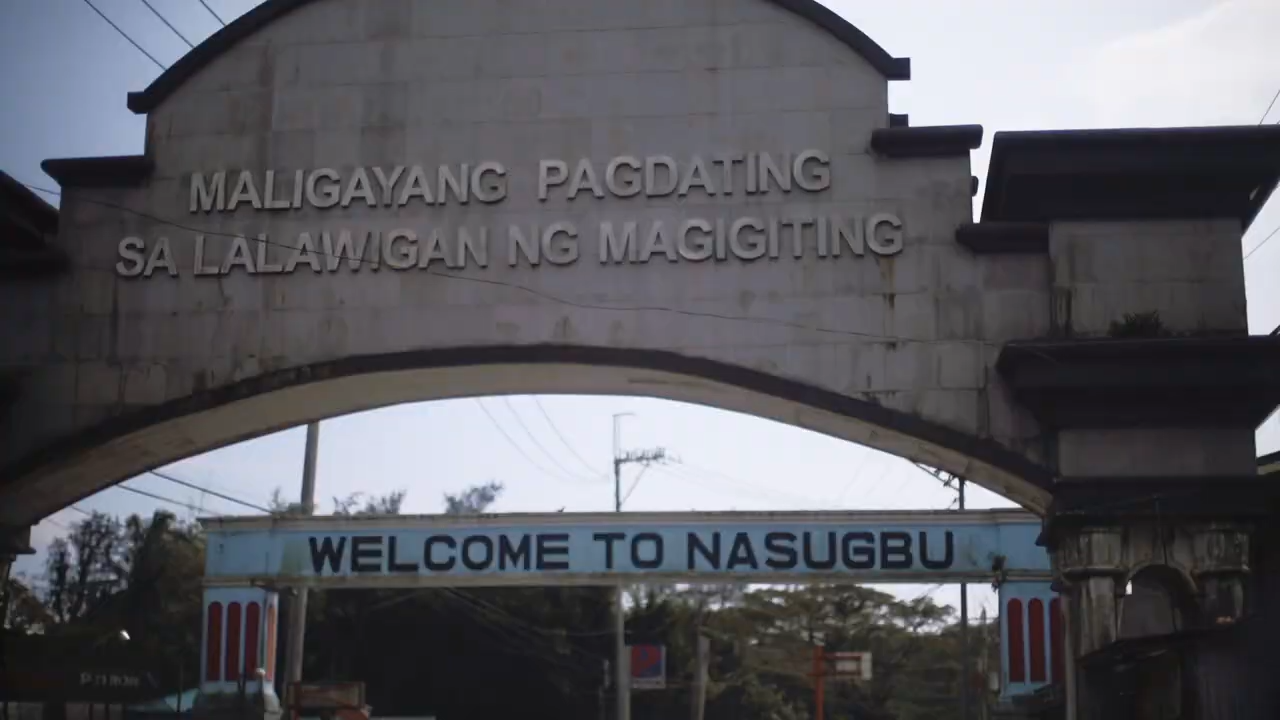 MALIGAYANG PAGDATING
SA LALAWIGAN NG MAGIGITING
WELCOME TO NASUGBU